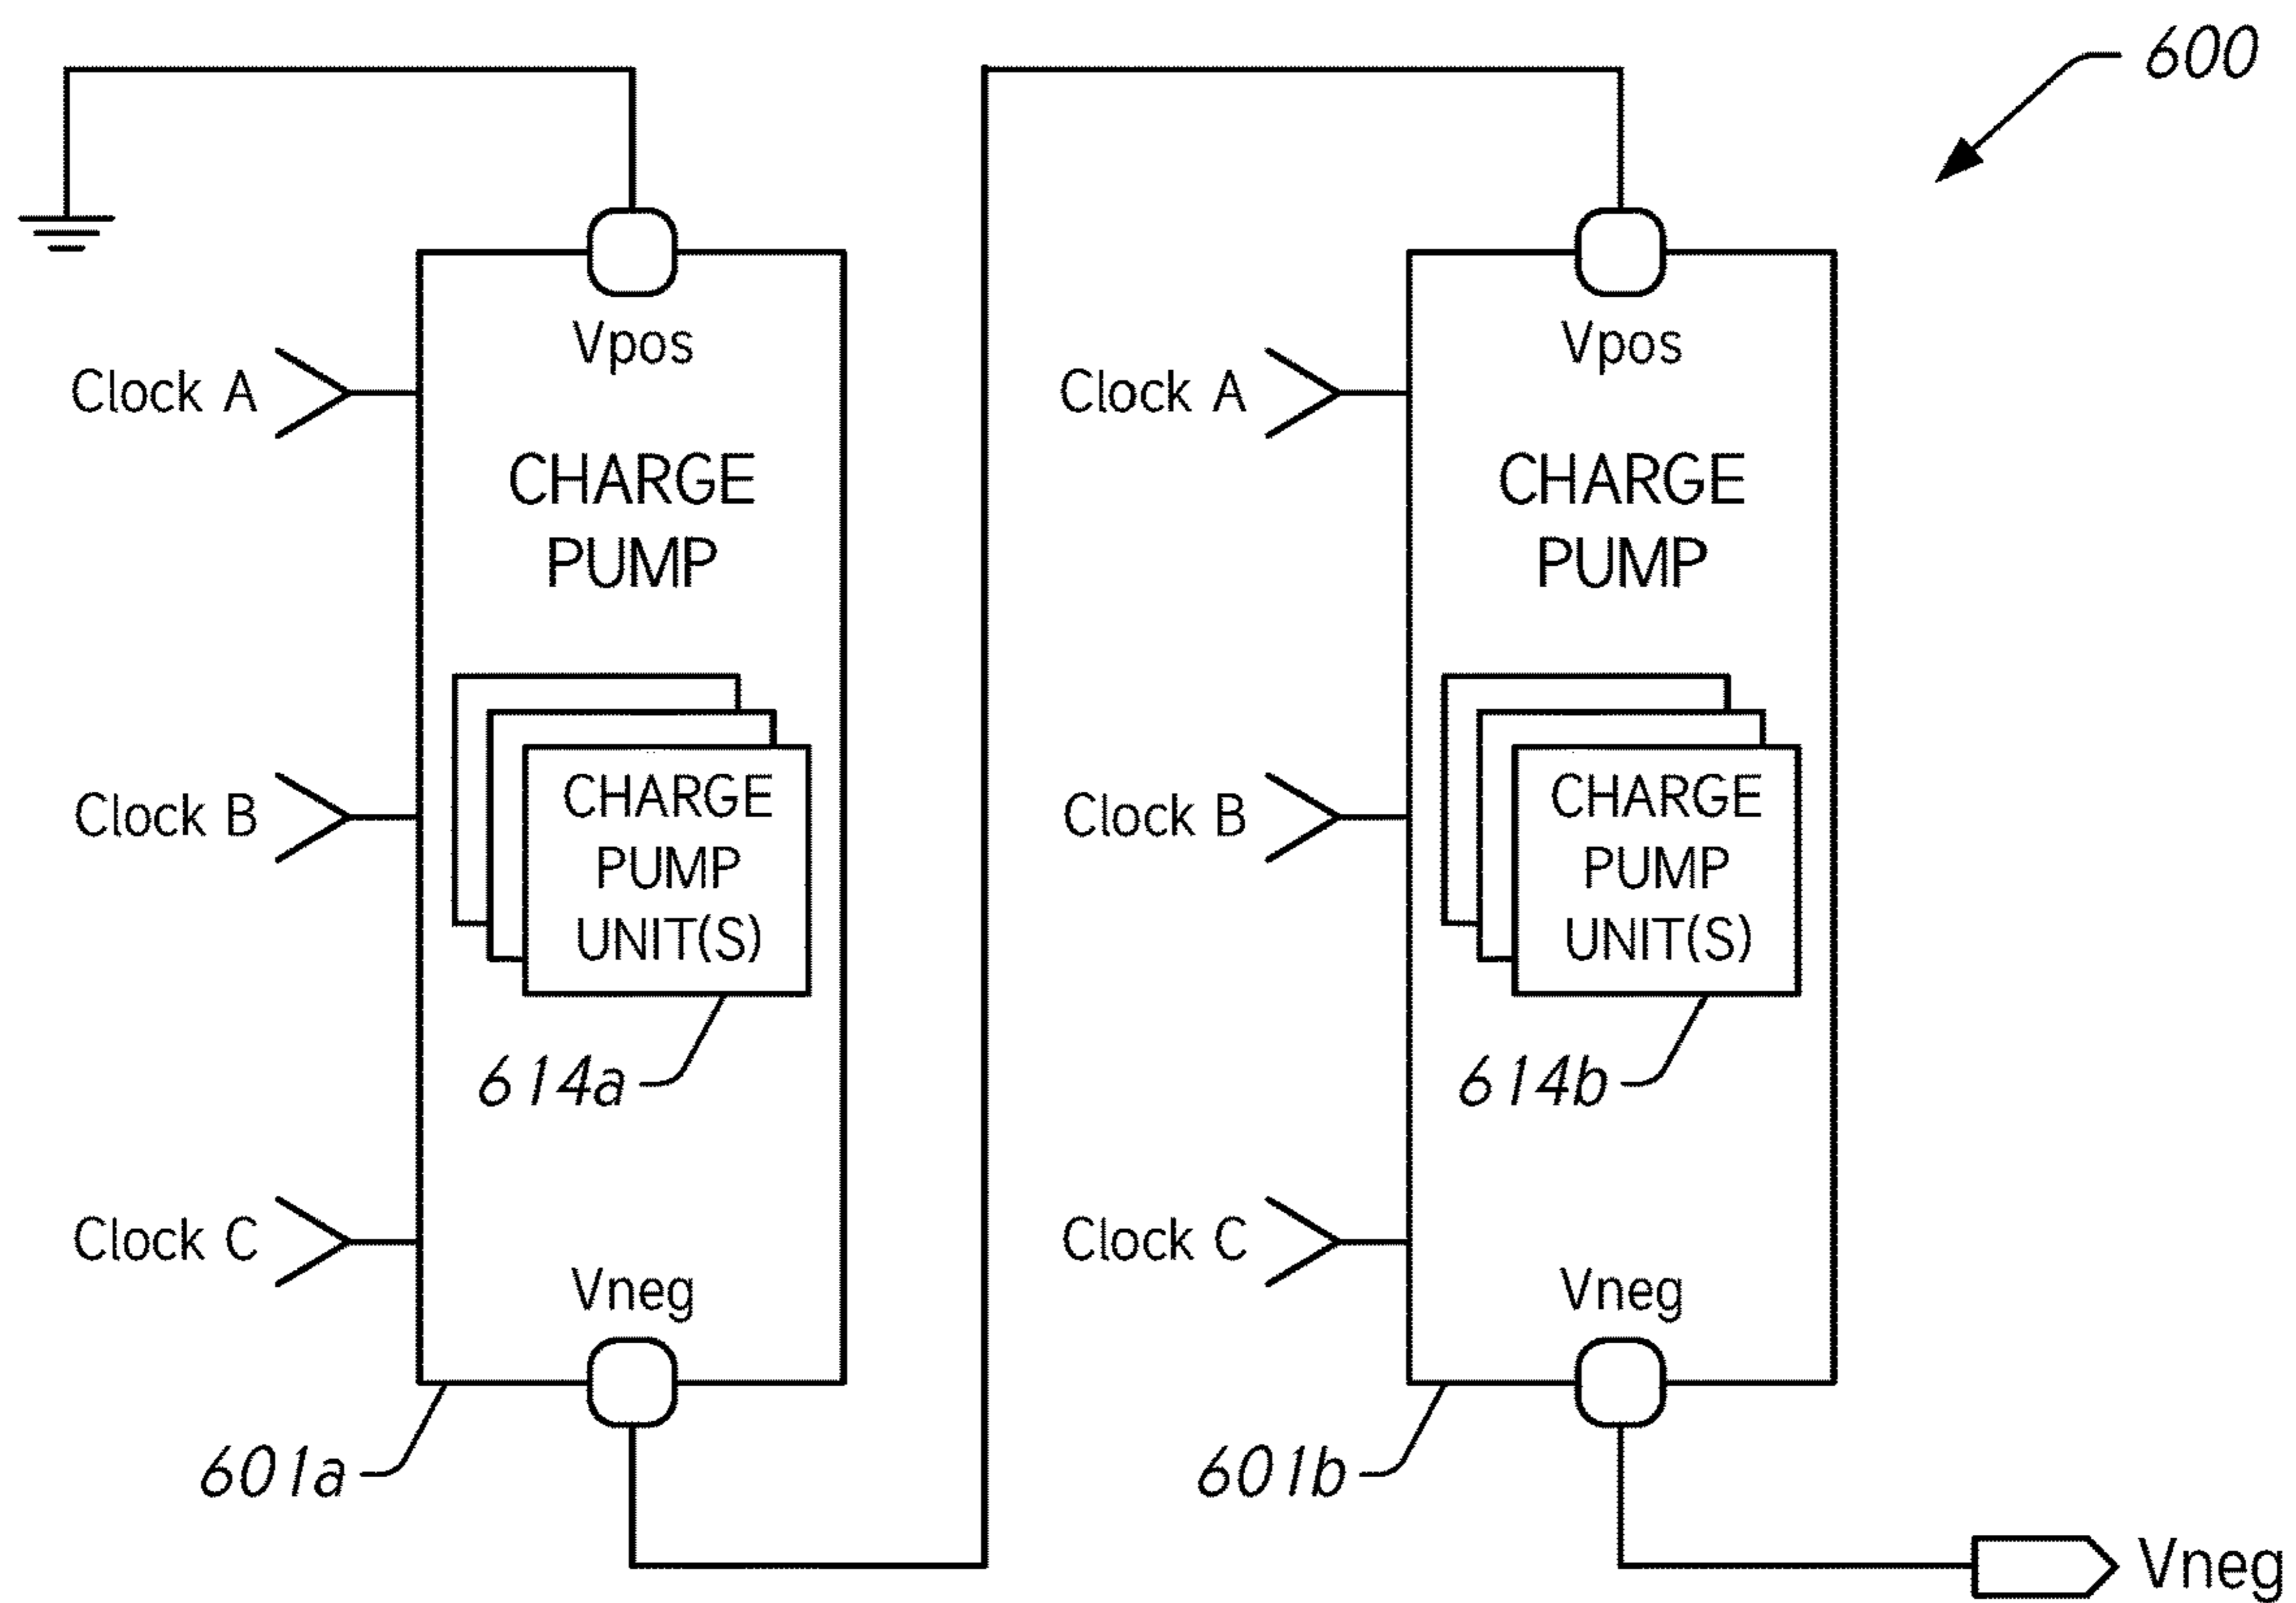 600
Vpos
Clock A
CHARGE
PUMP
Clock B
CHARGE
PUMP
UNIT(S)
614a
Clock C
Vneg
601a
Vpos
Clock A
CHARGE
PUMP
Clock B
CHARGE
PUMP
UNIT(S)
614b
Clock C
Vneg
601b
Vneg